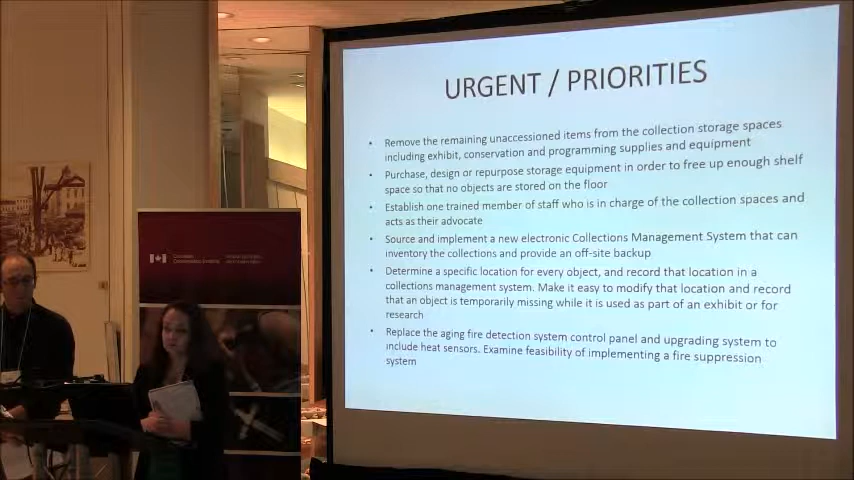 URGENT / PRIORITIES
• Remove the remaining unaccessioned items from the collection storage spaces
including exhibit, conservation and programming supplies and equipment
• Purchase, design or repurpose storage equipment in order to free up enough shelf
space so that no objects are stored on the floor
• Establish one trained member of staff who is in charge of the collection spaces and
acts as their advocate
• Source and implement a new electronic Collections Management System that can
inventory the collections and provide an off-site backup
• Determine a specific location for every object, and record that location in a
collections management system. Make it easy to modify that location and record
that an object is temporarily missing while it is used as part of an exhibit or for
research
• Replace the aging fire detection system control panel and upgrading system to
include heat sensors. Examine feasibility of implementing a fire suppression
system